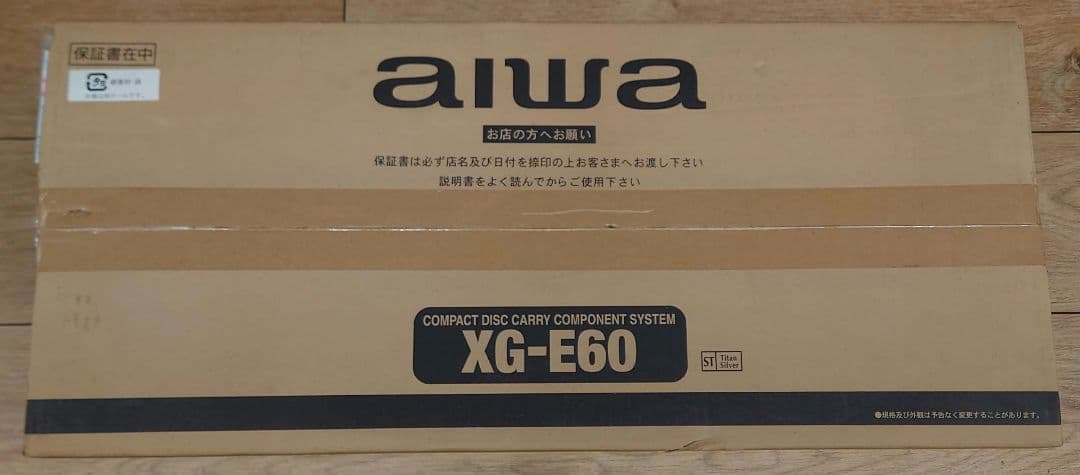 保証書在中
aiwa
お店の方へお願い
保証書は必ず店名及び日付を捺印の上お客さまへお渡し下さい
説明書をよく読んでからご使用下さい
COMPACT DISC CARRY COMPONENT SYSTEM
XG-E60
ST Titan Silver
●規格及び外観は予告なく変更することがあります。